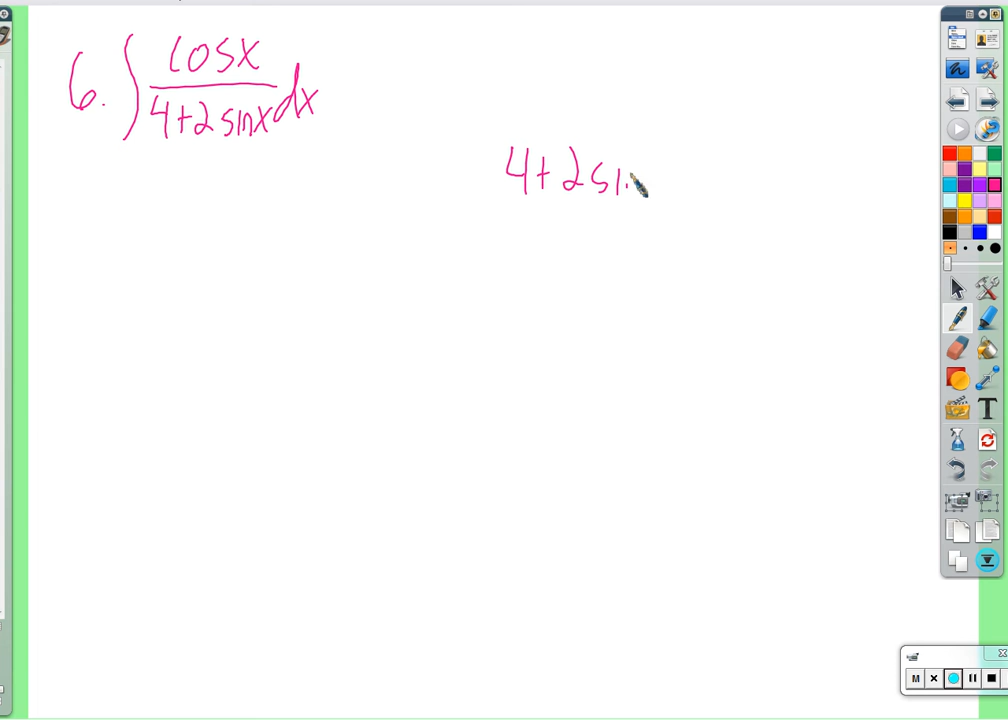 6. ∫ cosx
4+2sinx dx
4+2si
M
T